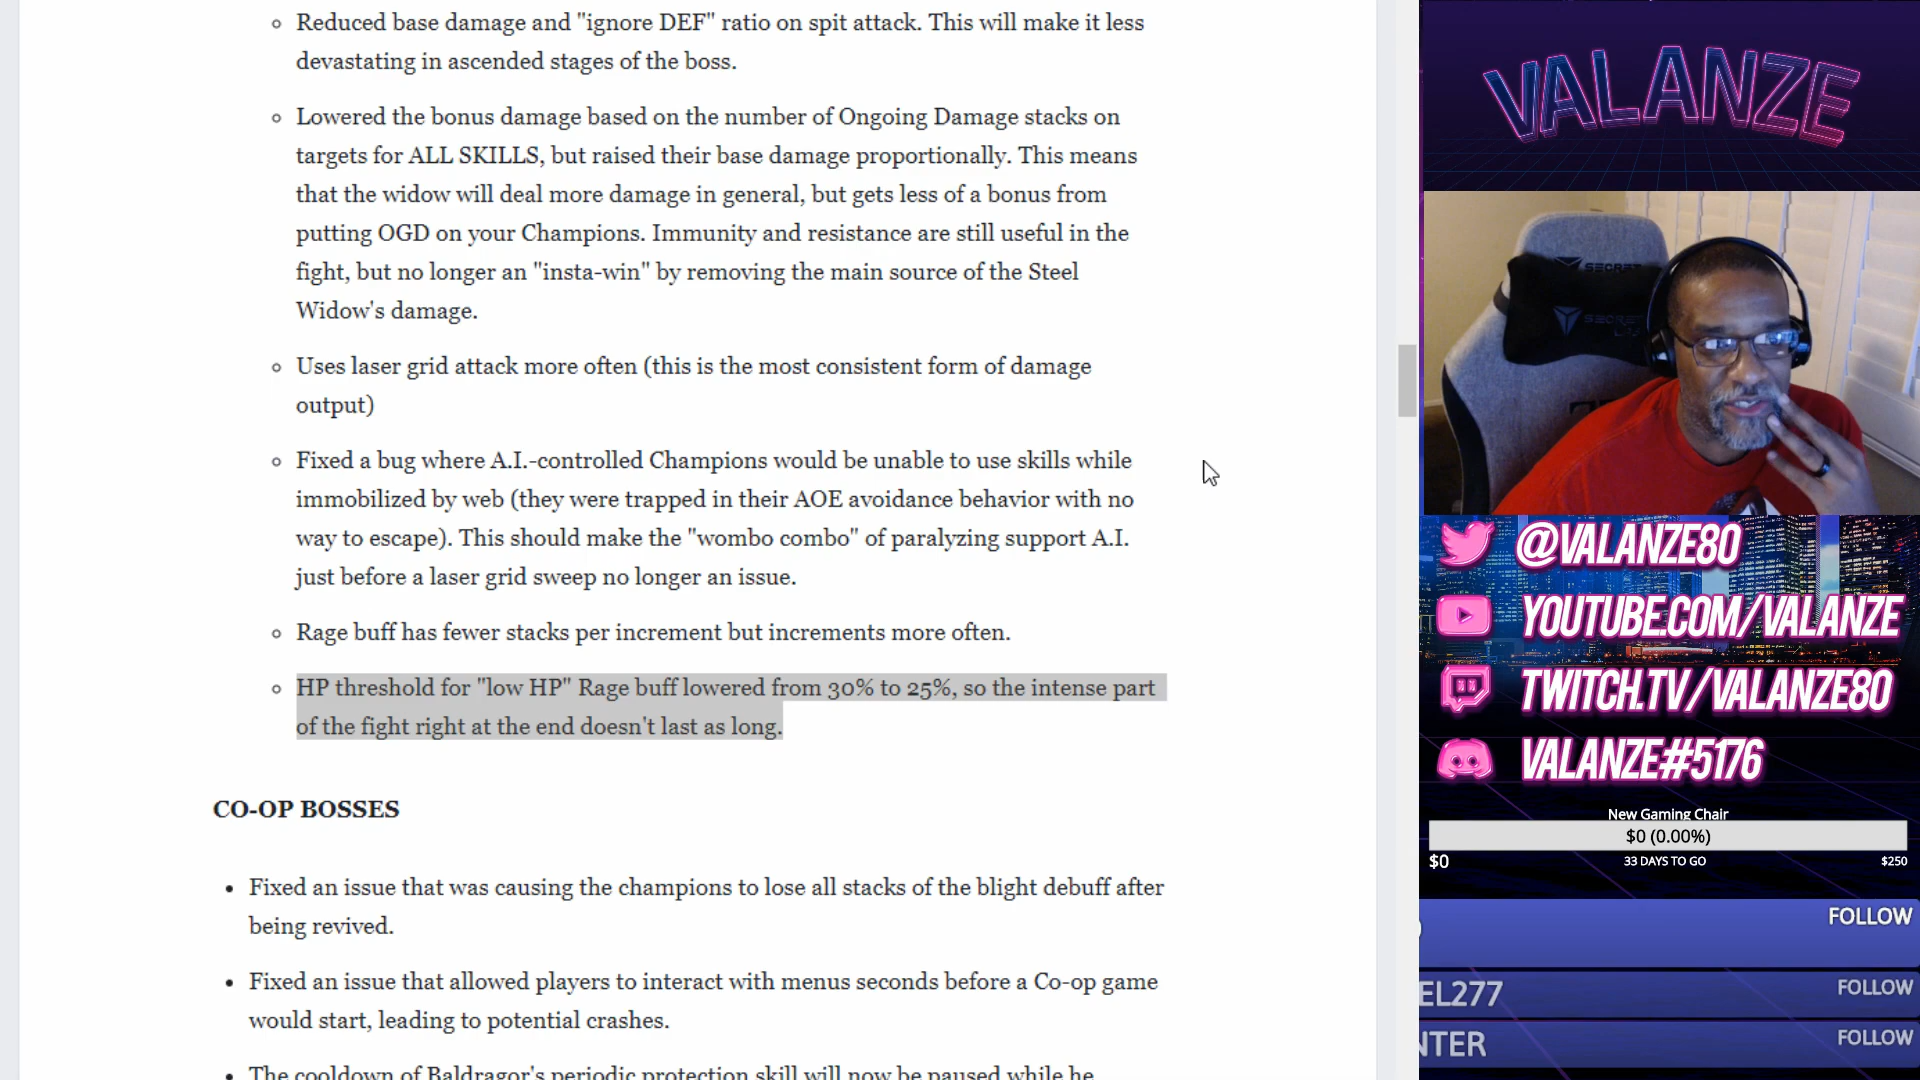 Reduced base damage and "ignore DEF" ratio on spit attack. This will make it less
devastating in ascended stages of the boss.
Lowered the bonus damage based on the number of Ongoing Damage stacks on
targets for ALL SKILLS, but raised their base damage proportionally. This means
that the widow will deal more damage in general, but gets less of a bonus from
putting OGD on your Champions. Immunity and resistance are still useful in the
fight, but no longer an "insta-win" by removing the main source of the Steel
Widow's damage.
Uses laser grid attack more often (this is the most consistent form of damage
output)
Fixed a bug where A.I.-controlled Champions would be unable to use skills while
immobilized by web (they were trapped in their AOE avoidance behavior with no
way to escape). This should make the "wombo combo" of paralyzing support A.I.
just before a laser grid sweep no longer an issue.
Rage buff has fewer stacks per increment but increments more often.
HP threshold for "low HP" Rage buff lowered from 30% to 25%, so the intense part
of the fight right at the end doesn't last as long.
CO-OP BOSSES
Fixed an issue that was causing the champions to lose all stacks of the blight debuff after
being revived.
Fixed an issue that allowed players to interact with menus seconds before a Co-op game
would start, leading to potential crashes.
The cooldown of Baldragor's periodic protection skill will now be paused while he
VALANZE
@VALANZE80
YOUTUBE.COM/VALANZE
TWITCH.TV/VALANZE80
VALANZE#5176
New Gaming Chair
$0 (0.00%)
$0 33 DAYS TO GO $250
FOLLOW
EL277 FOLLOW
NTER FOLLOW